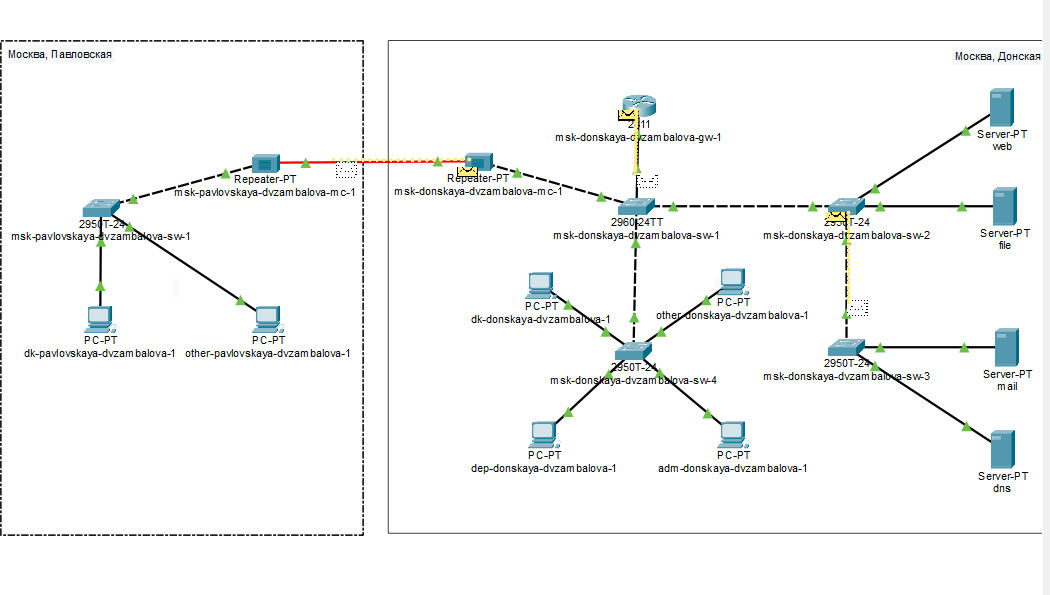 Москва, Павловская
Москва, Донская
2811
msk-donskaya-dvzambalova-gw-1
Server-PT
web
Repeater-PT
msk-pavlovskaya-dvzambalova-mc-1
Repeater-PT
msk-donskaya-dvzambalova-mc-1
2950T-24
msk-pavlovskaya-dvzambalova-sw-1
2960-24TT
msk-donskaya-dvzambalova-sw-1
2950T-24
msk-donskaya-dvzambalova-sw-2
Server-PT
file
PC-PT
dk-donskaya-dvzambalova-1
PC-PT
other-donskaya-dvzambalova-1
PC-PT
dk-pavlovskaya-dvzambalova-1
PC-PT
other-pavlovskaya-dvzambalova-1
2950T-24
msk-donskaya-dvzambalova-sw-4
2950T-24
msk-donskaya-dvzambalova-sw-3
Server-PT
mail
PC-PT
dep-donskaya-dvzambalova-1
PC-PT
adm-donskaya-dvzambalova-1
Server-PT
dns